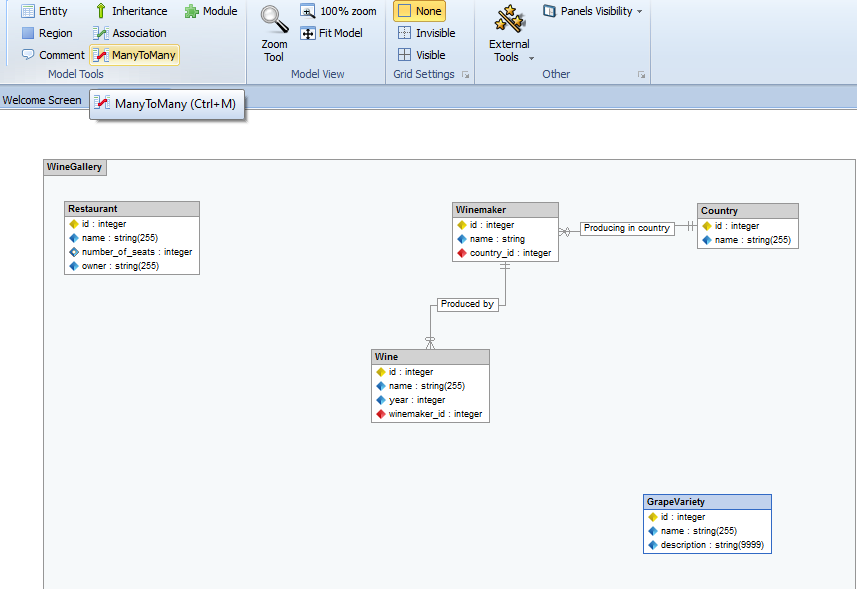 Entity
Inheritance
Module
100% zoom
None
Panels Visibility
Region
Association
Fit Model
Invisible
Comment
ManyToMany
Zoom
Tool
Visible
External
Tools
Model Tools
Model View
Grid Settings
Other
Welcome Screen
ManyToMany (Ctrl+M)
WineGallery
Restaurant
id : integer
name : string(255)
number_of_seats : integer
owner : string(255)
Winemaker
id : integer
name : string
country_id : integer
Producing in country
Country
id : integer
name : string(255)
Produced by
Wine
id : integer
name : string(255)
year : integer
winemaker_id : integer
GrapeVariety
id : integer
name : string(255)
description : string(9999)